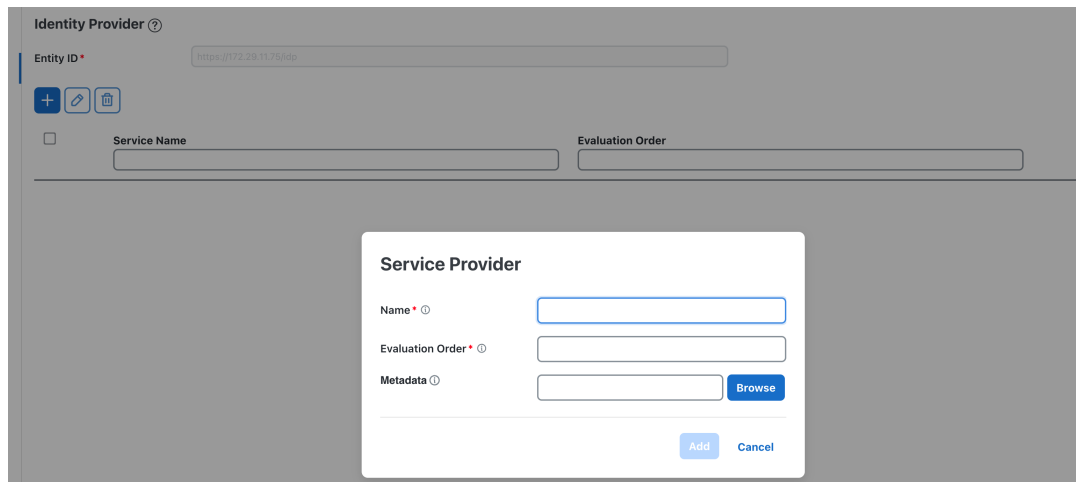 Identity Provider ?
Entity ID*
https://172.29.11.75/idp
Service Name
Evaluation Order
Service Provider
Name*
Evaluation Order*
Metadata
Browse
Add
Cancel